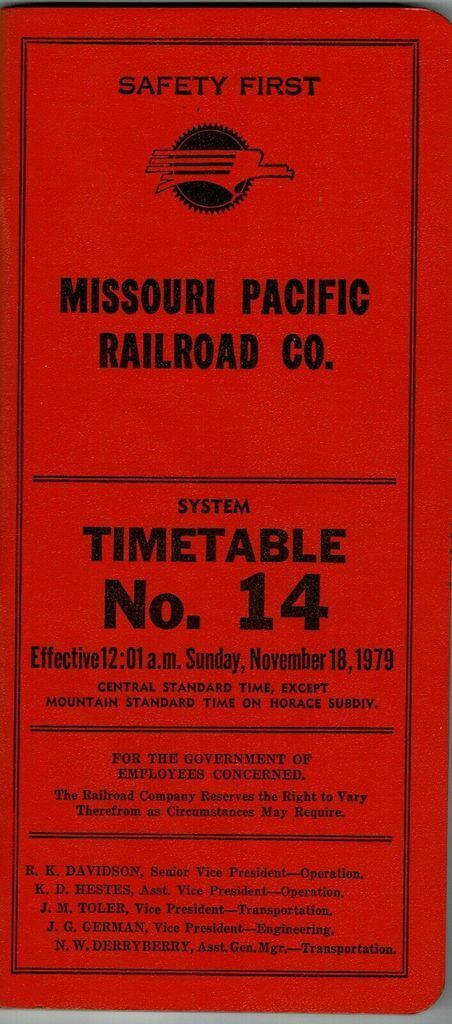 SAFETY FIRST
MISSOURI PACIFIC
RAILROAD CO.
SYSTEM
TIMETABLE
No. 14
Effective 12:01 a.m. Sunday, November 18, 1979
CENTRAL STANDARD TIME, EXCEPT
MOUNTAIN STANDARD TIME ON HORACE SUBDIV.
FOR THE GOVERNMENT OF
EMPLOYEES CONCERNED.
The Railroad Company Reserves the Right to Vary
Therefrom as Circumstances May Require.
R. K. DAVIDSON, Senior Vice President—Operation.
K. D. HESTES, Asst. Vice President—Operation.
J. M. TOLER, Vice President—Transportation.
J. G. GERMAN, Vice President—Engineering.
N. W. DERRYBERRY, Asst. Gen. Mgr.—Transportation.